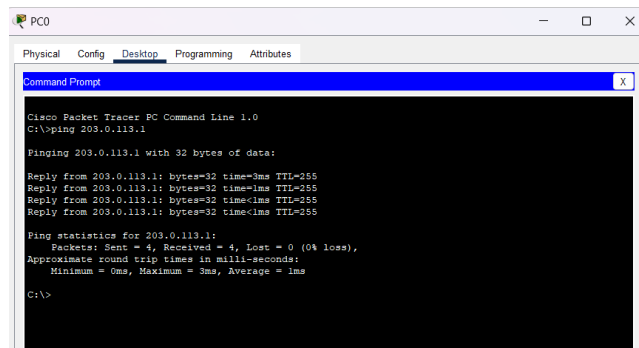 PC0
Physical Config Desktop Programming Attributes
Command Prompt
X
Cisco Packet Tracer PC Command Line 1.0
C:\>ping 203.0.113.1
Pinging 203.0.113.1 with 32 bytes of data:
Reply from 203.0.113.1: bytes=32 time=3ms TTL=255
Reply from 203.0.113.1: bytes=32 time=1ms TTL=255
Reply from 203.0.113.1: bytes=32 time<1ms TTL=255
Reply from 203.0.113.1: bytes=32 time<1ms TTL=255
Ping statistics for 203.0.113.1:
Packets: Sent = 4, Received = 4, Lost = 0 (0% loss),
Approximate round trip times in milli-seconds:
Minimum = 0ms, Maximum = 3ms, Average = 1ms
C:\>